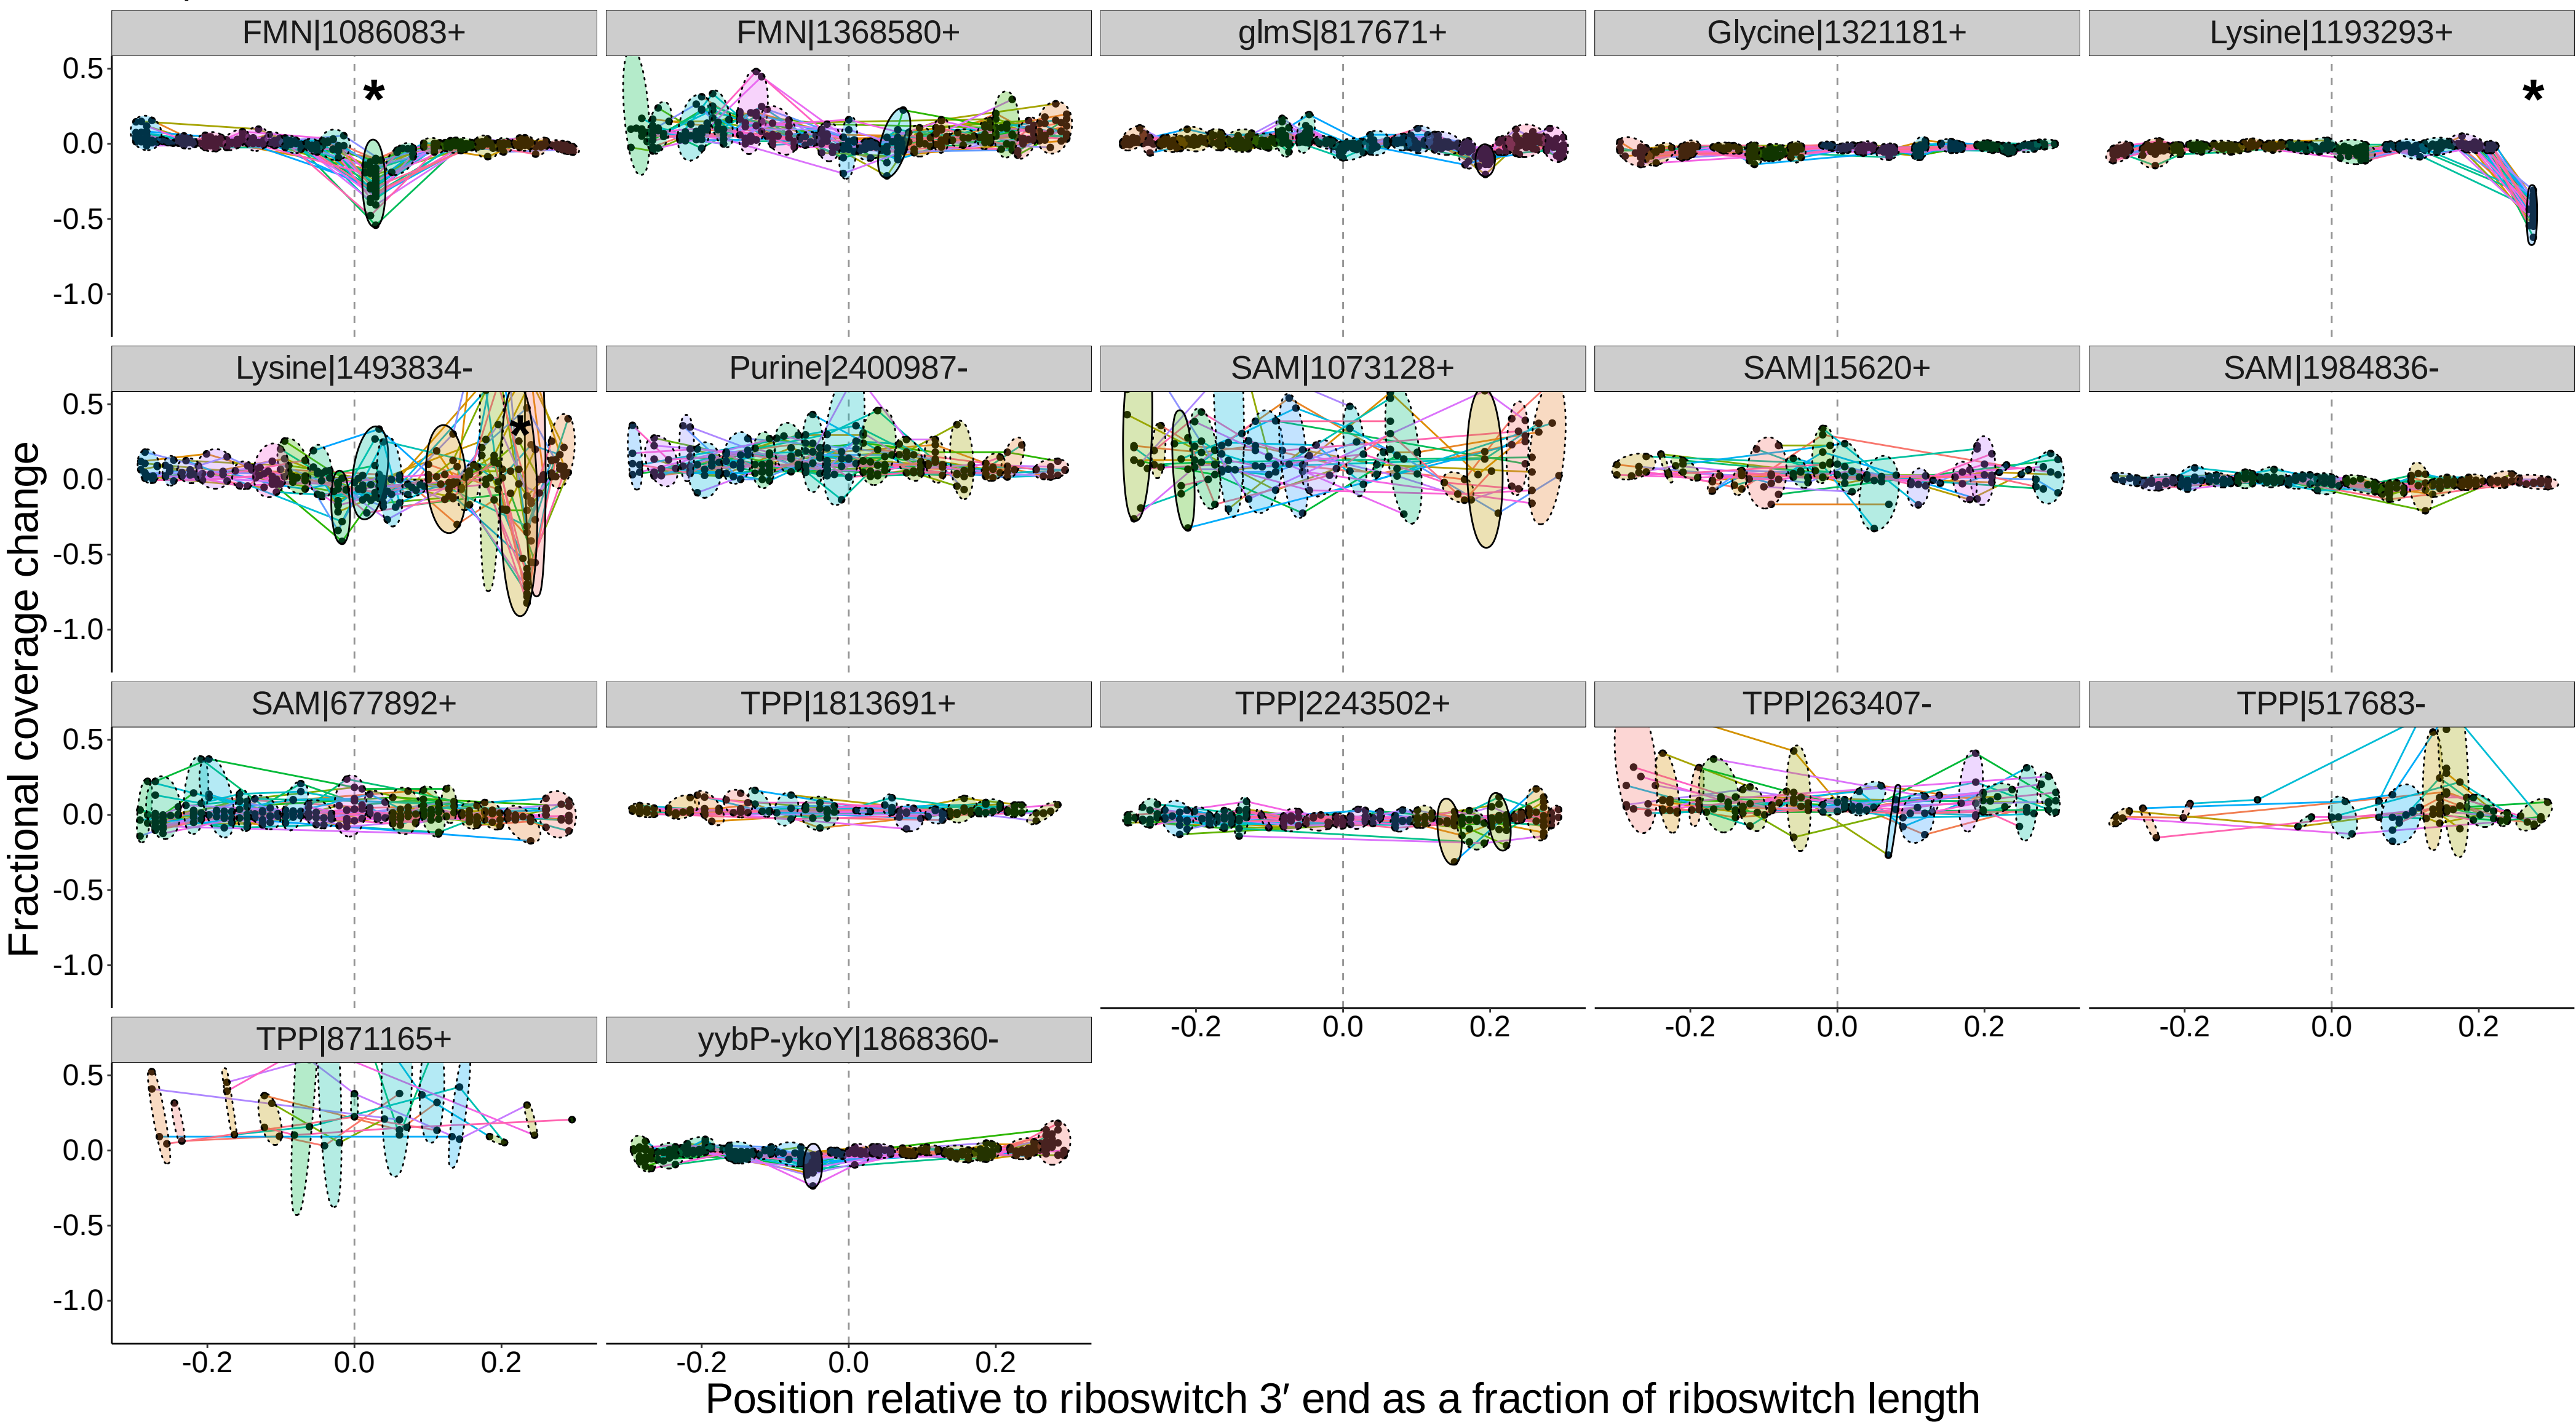 FMN|1086083+ FMN|1368580+ glmS|817671+ Glycine|1321181+ Lysine|1193293+
0.5
* *
0.0
-0.5
-1.0
Lysine|1493834- Purine|2400987- SAM|1073128+ SAM|15620+ SAM|1984836-
0.5
*
0.0
-0.5
-1.0
Fractional coverage change
SAM|677892+ TPP|1813691+ TPP|2243502+ TPP|263407- TPP|517683-
0.5
0.0
-0.5
-1.0
-0.2 0.0 0.2 -0.2 0.0 0.2 -0.2 0.0 0.2
TPP|871165+ yybP-ykoY|1868360-
0.5
0.0
-0.5
-1.0
-0.2 0.0 0.2 -0.2 0.0 0.2
Position relative to riboswitch 3′ end as a fraction of riboswitch length